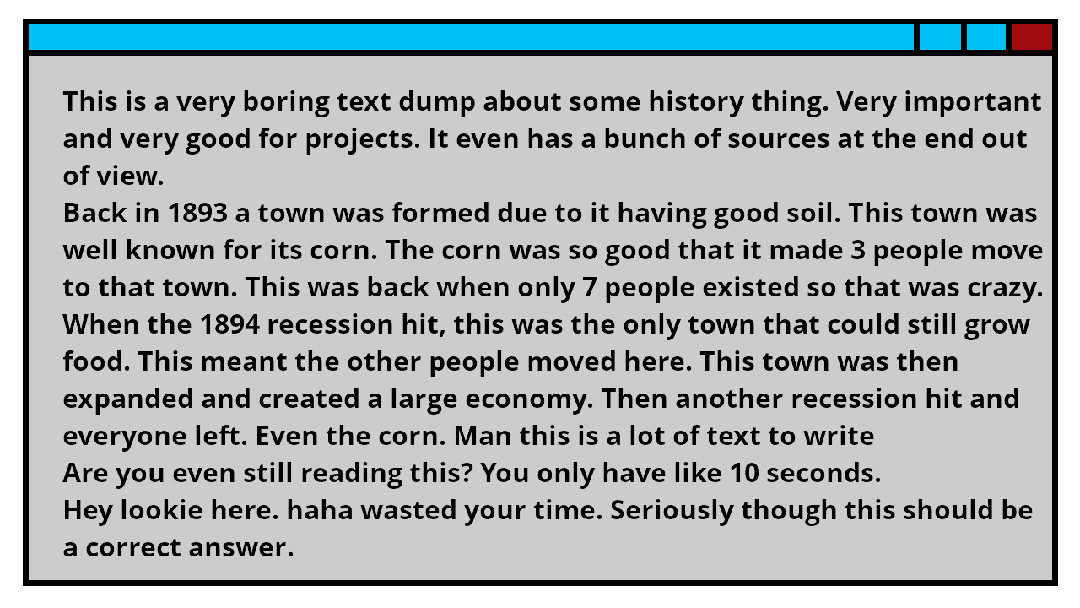 This is a very boring text dump about some history thing. Very important
and very good for projects. It even has a bunch of sources at the end out
of view.
Back in 1893 a town was formed due to it having good soil. This town was
well known for its corn. The corn was so good that it made 3 people move
to that town. This was back when only 7 people existed so that was crazy.
When the 1894 recession hit, this was the only town that could still grow
food. This meant the other people moved here. This town was then
expanded and created a large economy. Then another recession hit and
everyone left. Even the corn. Man this is a lot of text to write
Are you even still reading this? You only have like 10 seconds.
Hey lookie here. haha wasted your time. Seriously though this should be
a correct answer.